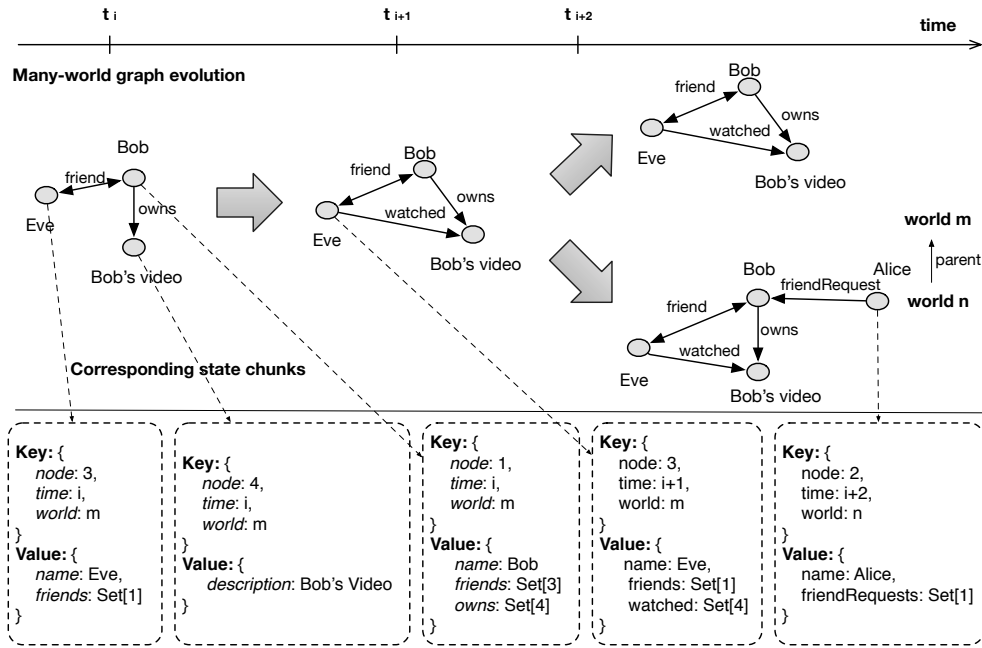 t i
t i+1
t i+2
time
Many-world graph evolution
Bob
friend
Eve
owns
Bob's video
Bob
friend
owns
watched
Eve
Bob's video
Bob
friend
owns
watched
Eve
Bob's video
world m
parent
world n
Bob
Alice
friendRequest
friend
owns
watched
Eve
Bob's video
Corresponding state chunks
Key: {
node: 3,
time: i,
world: m
}
Value: {
name: Eve,
friends: Set[1]
}
Key: {
node: 4,
time: i,
world: m
}
Value: {
description: Bob's Video
}
Key: {
node: 1,
time: i,
world: m
}
Value: {
name: Bob
friends: Set[3]
owns: Set[4]
}
Key: {
node: 3,
time: i+1,
world: m
}
Value: {
name: Eve,
friends: Set[1]
watched: Set[4]
}
Key: {
node: 2,
time: i+2,
world: n
}
Value: {
name: Alice,
friendRequests: Set[1]
}